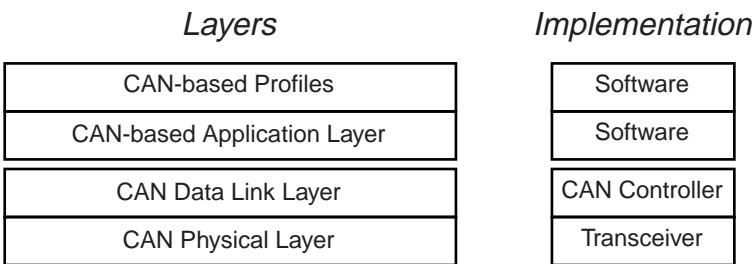 Layers Implementation
CAN-based Profiles Software
CAN-based Application Layer Software
CAN Data Link Layer CAN Controller
CAN Physical Layer Transceiver